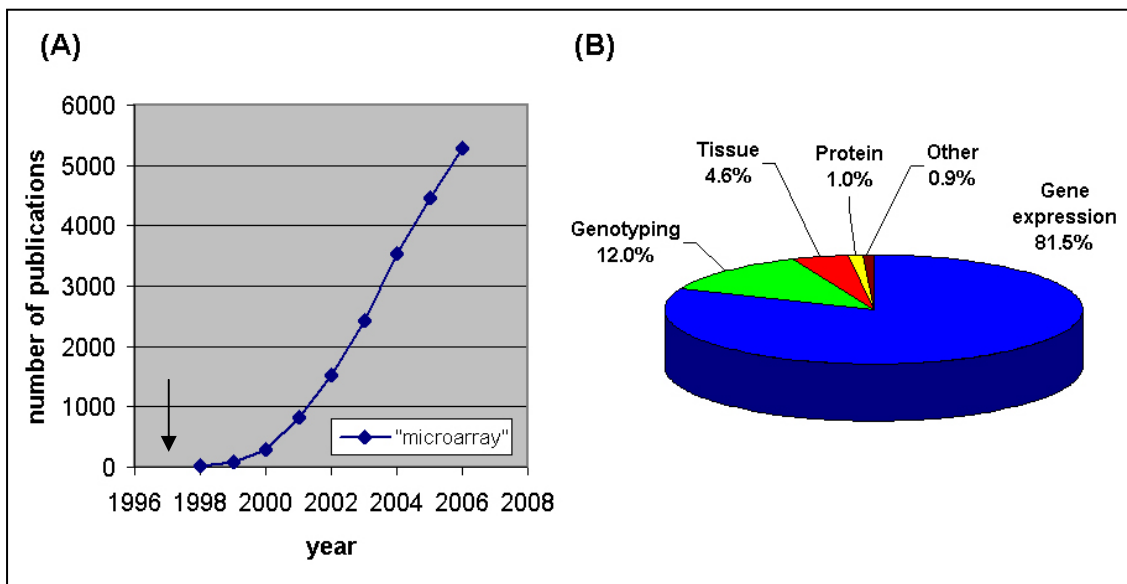 (A)
number of publications
6000
5000
4000
3000
2000
1000
0
"microarray"
1996 1998 2000 2002 2004 2006 2008
year
(B)
Tissue
4.6%
Protein
1.0%
Other
0.9%
Gene
expression
81.5%
Genotyping
12.0%